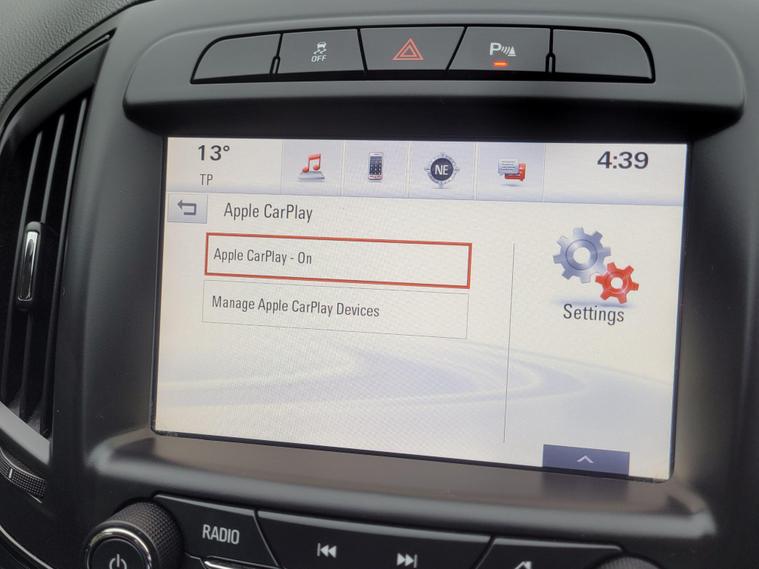 OFF
P
13°
TP
NE
4:39
Apple CarPlay
Apple CarPlay - On
Manage Apple CarPlay Devices
Settings
RADIO